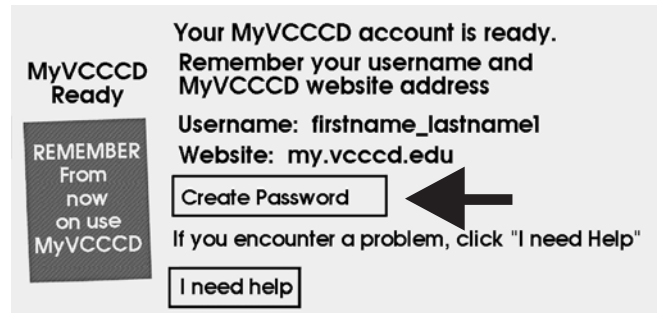 Your MyVCCCD account is ready.
Remember your username and
MyVCCCD website address
MyVCCCD
Ready
REMEMBER
From
now
on use
MyVCCCD
Username: firstname_lastname1
Website: my.vcccd.edu
Create Password
If you encounter a problem, click "I need Help"
I need help